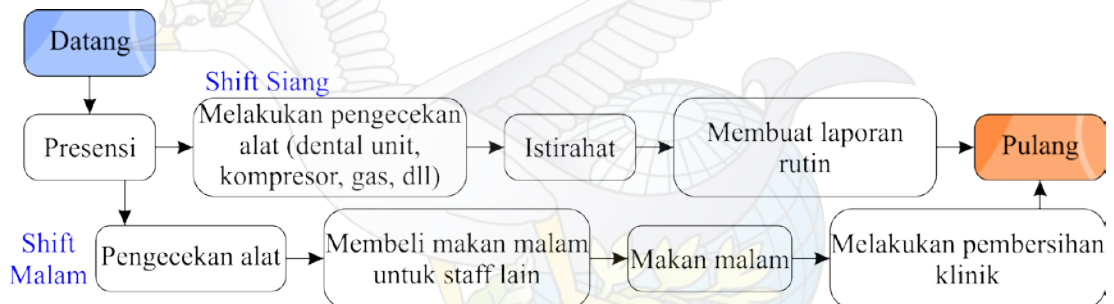 Datang
Shift Siang
Presensi
Melakukan pengecekan
alat (dental unit,
kompresor, gas, dll)
Istirahat
Membuat laporan
rutin
Pulang
Shift
Malam
Pengecekan alat
Membeli makan malam
untuk staff lain
Makan malam
Melakukan pembersihan
klinik